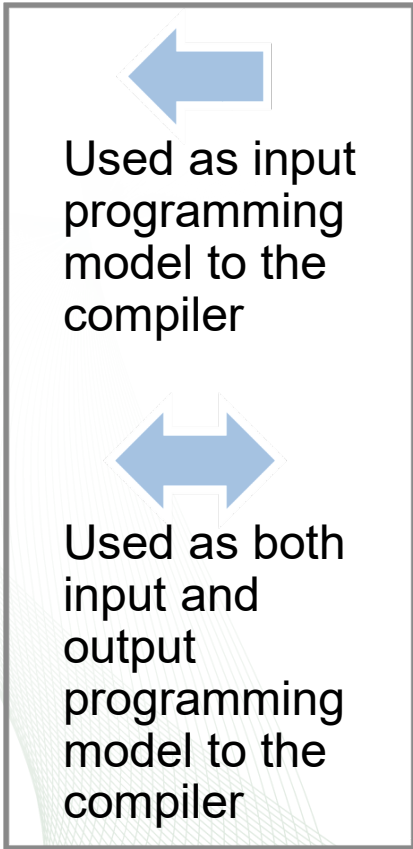 Used as input
programming
model to the
compiler
Used as both
input and
output
programming
model to the
compiler